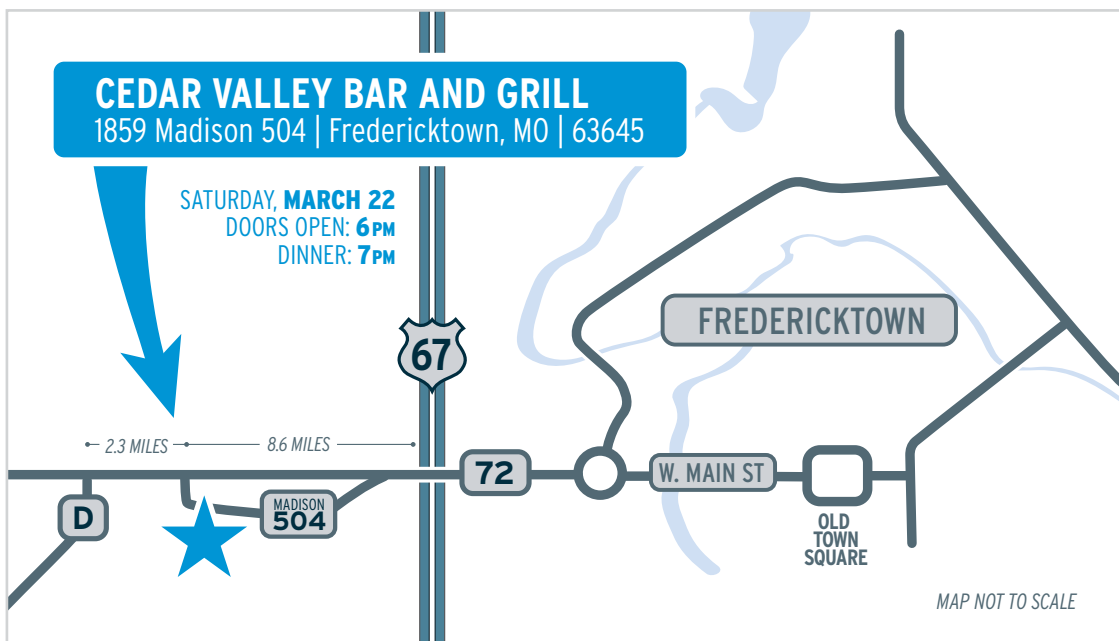 CEDAR VALLEY BAR AND GRILL
1859 Madison 504 | Fredericktown, MO | 63645
SATURDAY, MARCH 22
DOORS OPEN: 6PM
DINNER: 7PM
67
FREDERICKTOWN
2.3 MILES
8.6 MILES
72
W. MAIN ST
D
MADISON
504
OLD
TOWN
SQUARE
MAP NOT TO SCALE